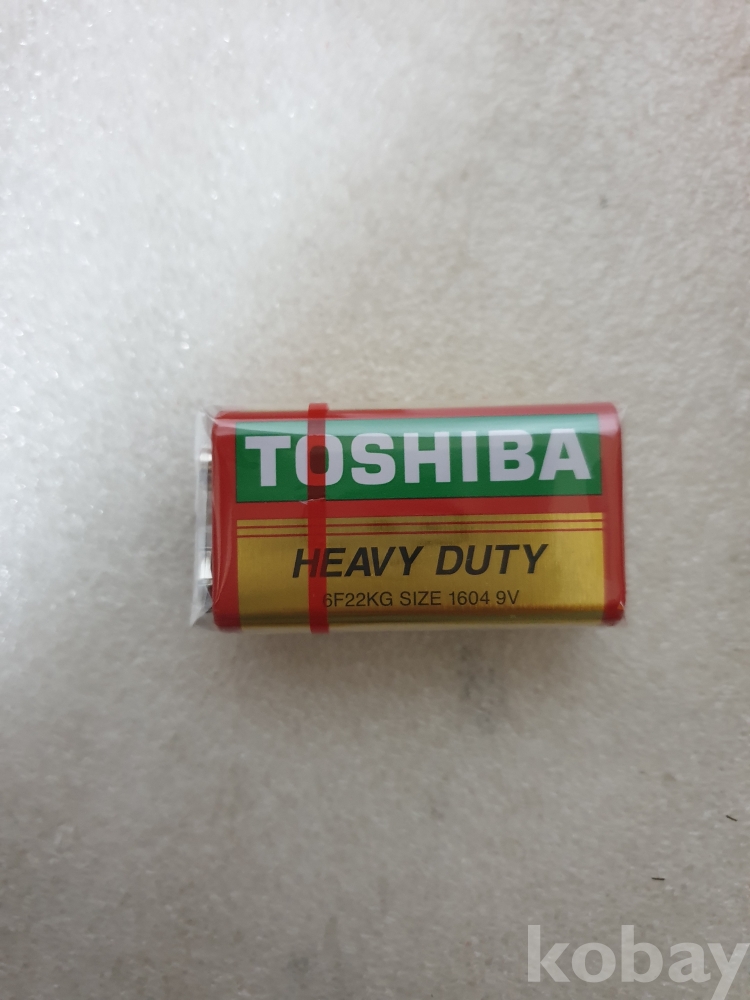 TOSHIBA
HEAVY DUTY
6F22KG SIZE 1604 9V
kobay